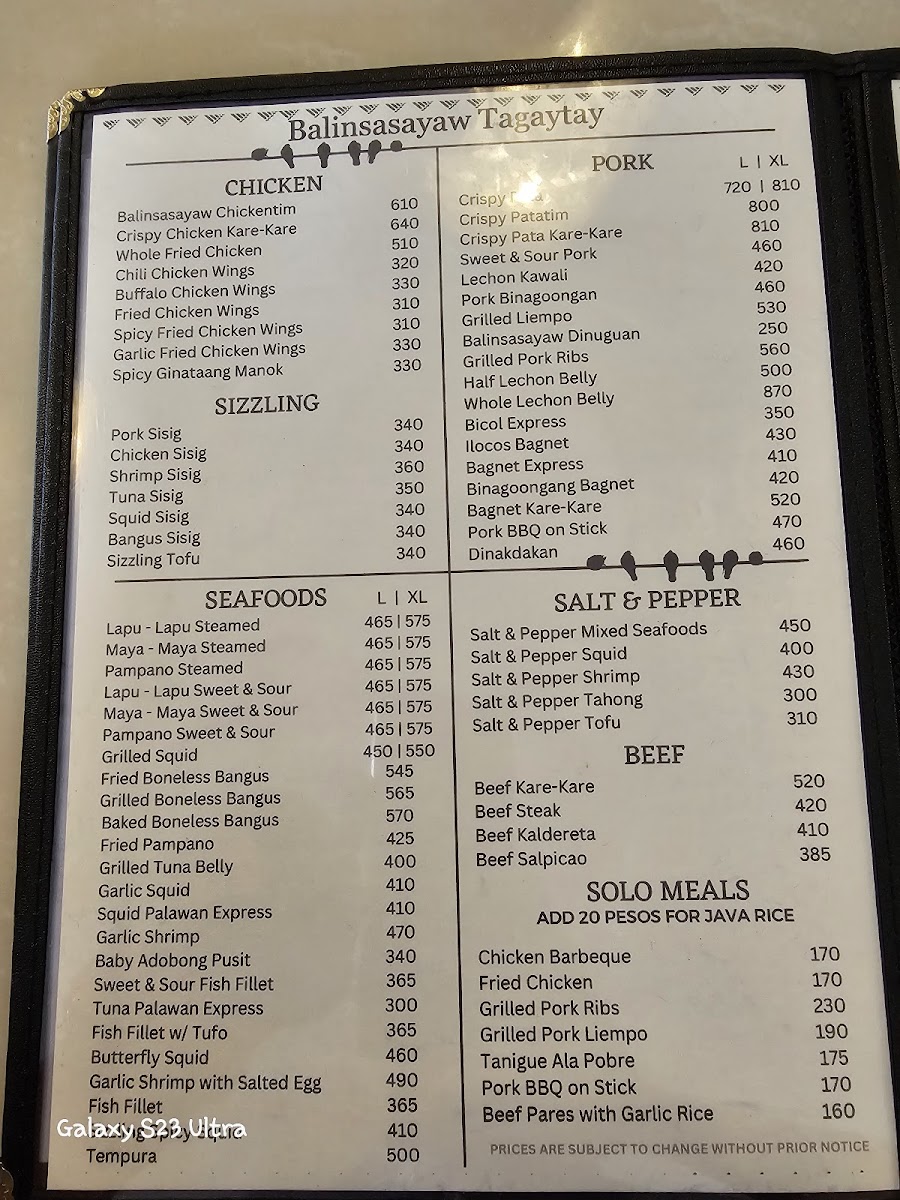 Balinsasayaw Tagaytay
CHICKEN
Balinsasayaw Chickentim 610
Crispy Chicken Kare-Kare 640
Whole Fried Chicken 510
Chili Chicken Wings 320
Buffalo Chicken Wings 330
Fried Chicken Wings 310
Spicy Fried Chicken Wings 310
Garlic Fried Chicken Wings 330
Spicy Ginataang Manok 330
SIZZLING
Pork Sisig 340
Chicken Sisig 340
Shrimp Sisig 360
Tuna Sisig 350
Squid Sisig 340
Bangus Sisig 340
Sizzling Tofu 340
SEAFOODS L | XL
Lapu - Lapu Steamed 465 | 575
Maya - Maya Steamed 465 | 575
Pampano Steamed 465 | 575
Lapu - Lapu Sweet & Sour 465 | 575
Maya - Maya Sweet & Sour 465 | 575
Pampano Sweet & Sour 465 | 575
Grilled Squid 450 | 550
Fried Boneless Bangus 545
Grilled Boneless Bangus 565
Baked Boneless Bangus 570
Fried Pampano 425
Grilled Tuna Belly 400
Garlic Squid 410
Squid Palawan Express 410
Garlic Shrimp 470
Baby Adobong Pusit 340
Sweet & Sour Fish Fillet 365
Tuna Palawan Express 300
Fish Fillet w/ Tufo 365
Butterfly Squid 460
Garlic Shrimp with Salted Egg 490
Fish Fillet 365
410
Tempura 500
PORK L | XL
Crispy 720 | 810
Crispy Patatim 800
Crispy Pata Kare-Kare 810
Sweet & Sour Pork 460
Lechon Kawali 420
Pork Binagoongan 460
Grilled Liempo 530
Balinsasayaw Dinuguan 250
Grilled Pork Ribs 560
Half Lechon Belly 500
Whole Lechon Belly 870
Bicol Express 350
Ilocos Bagnet 430
Bagnet Express 410
Binagoongang Bagnet 420
Bagnet Kare-Kare 520
Pork BBQ on Stick 470
Dinakdakan 460
SALT & PEPPER
Salt & Pepper Mixed Seafoods 450
Salt & Pepper Squid 400
Salt & Pepper Shrimp 430
Salt & Pepper Tahong 300
Salt & Pepper Tofu 310
BEEF
Beef Kare-Kare 520
Beef Steak 420
Beef Kaldereta 410
Beef Salpicao 385
SOLO MEALS
ADD 20 PESOS FOR JAVA RICE
Chicken Barbeque 170
Fried Chicken 170
Grilled Pork Ribs 230
Grilled Pork Liempo 190
Tanigue Ala Pobre 175
Pork BBQ on Stick 170
Beef Pares with Garlic Rice 160
PRICES ARE SUBJECT TO CHANGE WITHOUT PRIOR NOTICE
Galaxy S23 Ultra